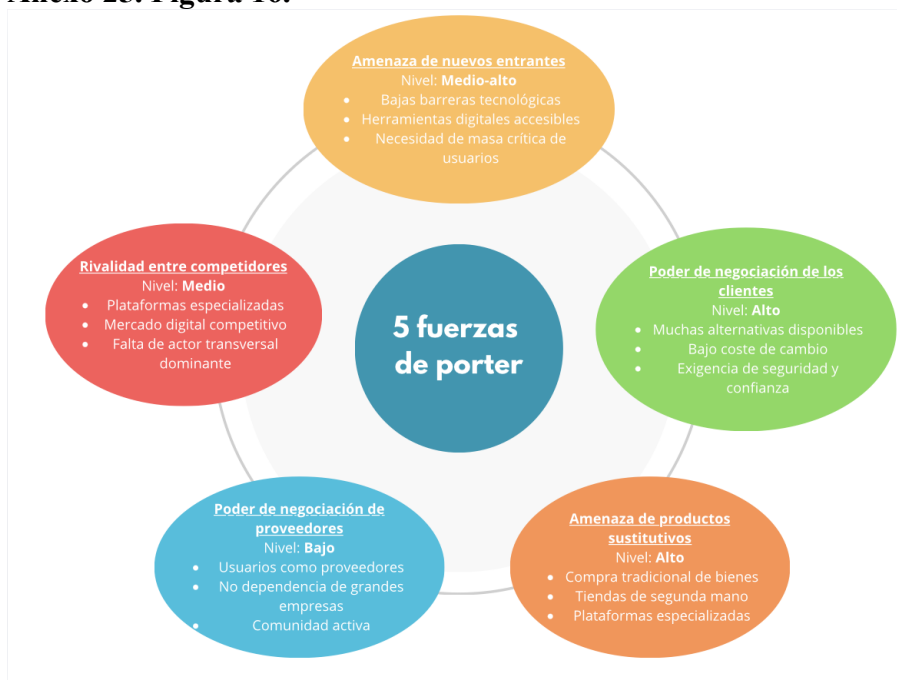 Anexo 23. Figura 16.
Amenaza de nuevos entrantes
Nivel: Medio-alto
• Bajas barreras tecnológicas
• Herramientas digitales accesibles
• Necesidad de masa crítica de
usuarios
Rivalidad entre competidores
Nivel: Medio
• Plataformas especializadas
• Mercado digital competitivo
• Falta de actor transversal
dominante
5 fuerzas
de porter
Poder de negociación de los
clientes
Nivel: Alto
• Muchas alternativas disponibles
• Bajo coste de cambio
• Exigencia de seguridad y
confianza
Poder de negociación de
proveedores
Nivel: Bajo
• Usuarios como proveedores
• No dependencia de grandes
empresas
• Comunidad activa
Amenaza de productos
sustitutivos
Nivel: Alto
• Compra tradicional de bienes
• Tiendas de segunda mano
• Plataformas especializadas